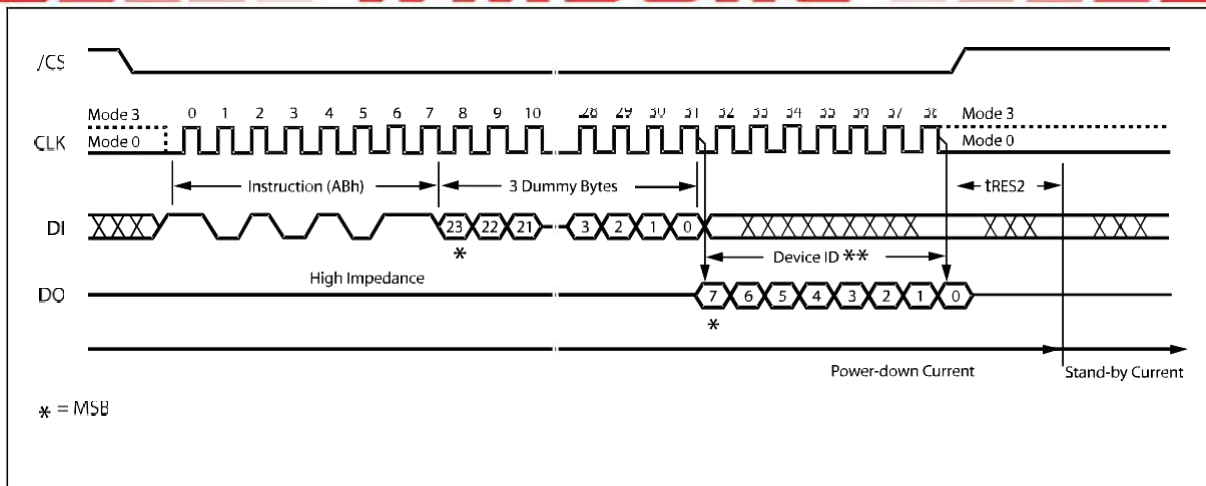 /CS
Mode 3 0 1 2 3 4 5 6 7 8 9 10 28 29 30 31 32 33 34 35 36 37 38 Mode 3
CLK Mode 0 Mode 0
Instruction (ABh) 3 Dummy Bytes tRES2
DI 23 22 21 3 2 1 0
* Device ID **
High Impedance
DO 7 6 5 4 3 2 1 0
*
Power-down Current Stand-by Current
* = MSB